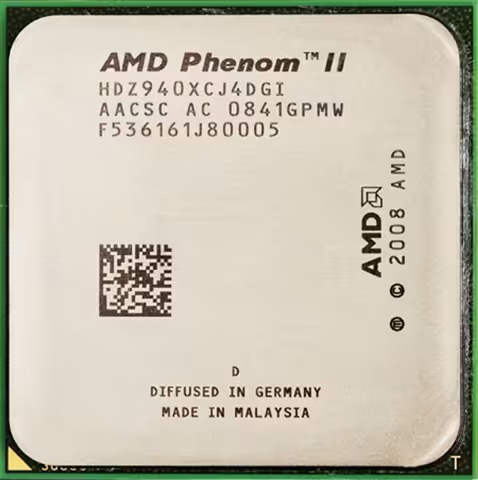 AMD Phenom™ II
HDZ940XCJ4DGI
AACSC AC 0841GPMW
F536161J80005
AMD
ⓜ © 2008 AMD
D
DIFFUSED IN GERMANY
MADE IN MALAYSIA
T